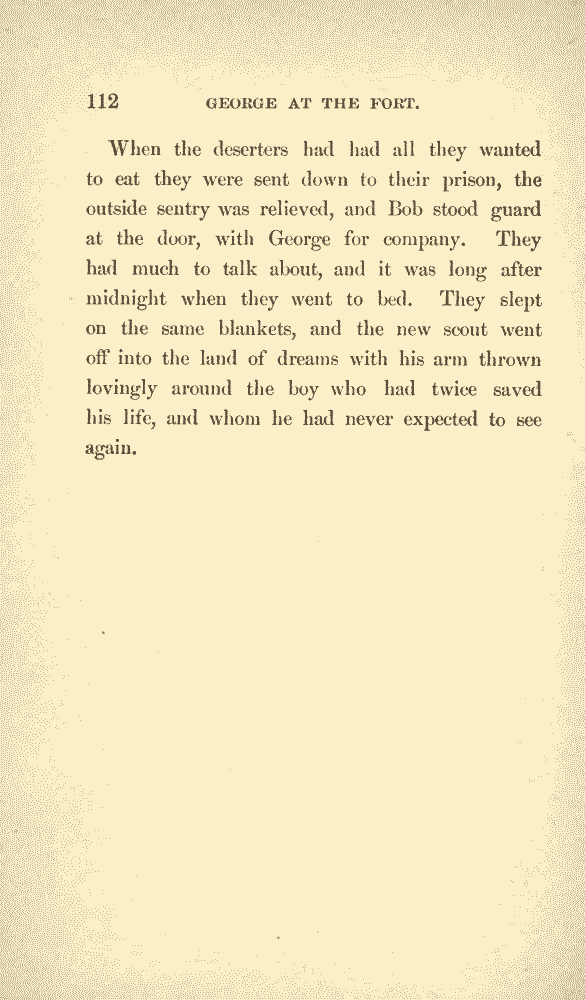 112 GEORGE AT THE FORT.
When the deserters had had all they wanted
to eat they were sent down to their prison, the
outside sentry was relieved, and Bob stood guard
at the door, with George for company. They
had much to talk about, and it was long after
midnight when they went to bed. They slept
on the same blankets, and the new scout went
off into the land of dreams with his arm thrown
lovingly around the boy who had twice saved
his life, and whom he had never expected to see
again.